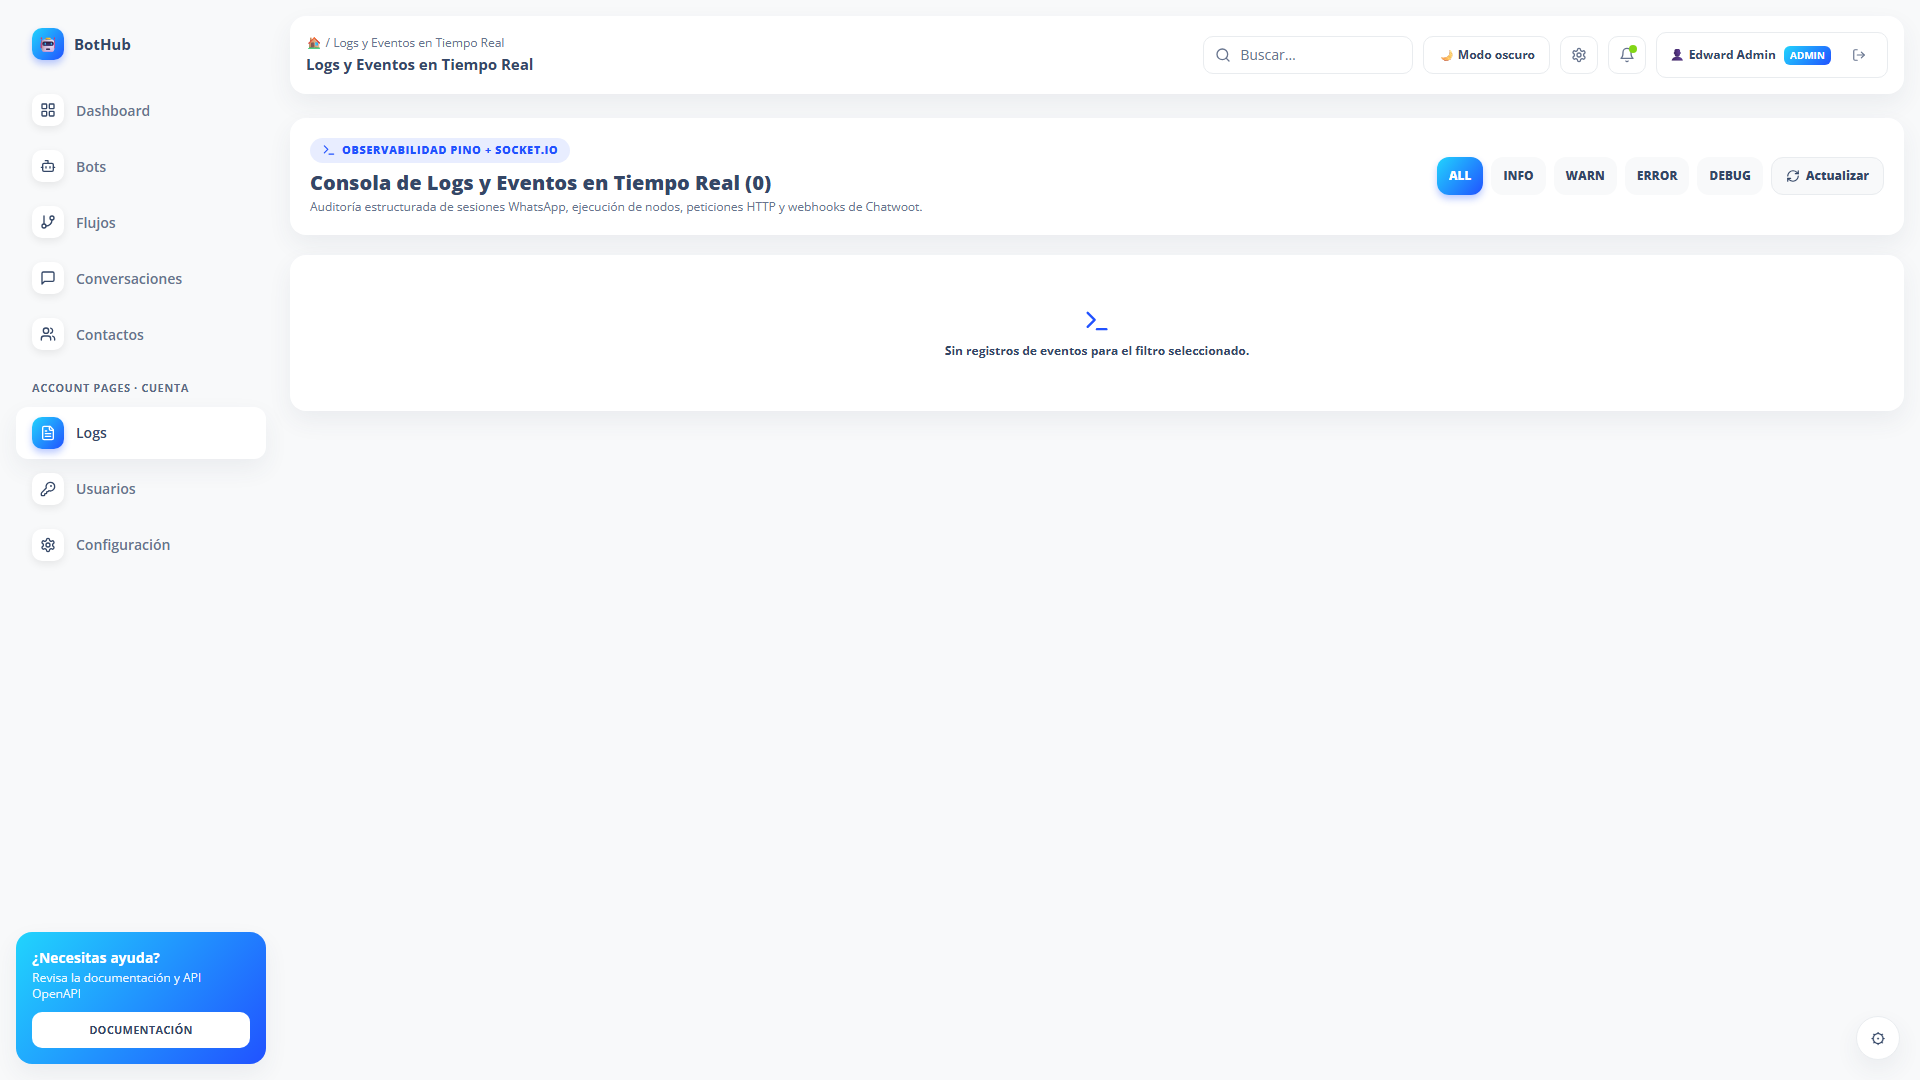 BotHub
Dashboard
Bots
Flujos
Conversaciones
Contactos
ACCOUNT PAGES · CUENTA
Logs
Usuarios
Configuración
¿Necesitas ayuda?
Revisa la documentación y API
OpenAPI
DOCUMENTACIÓN
/ Logs y Eventos en Tiempo Real
Logs y Eventos en Tiempo Real
Buscar...
Modo oscuro
Edward Admin ADMIN
OBSERVABILIDAD PINO + SOCKET.IO
Consola de Logs y Eventos en Tiempo Real (0)
Auditoría estructurada de sesiones WhatsApp, ejecución de nodos, peticiones HTTP y webhooks de Chatwoot.
ALL INFO WARN ERROR DEBUG Actualizar
Sin registros de eventos para el filtro seleccionado.